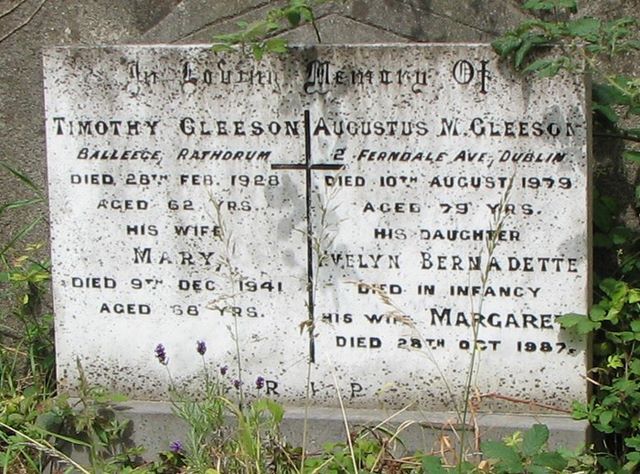 In Loving Memory Of
TIMOTHY GLEESON
BALLEECE, RATHDRUM
DIED 28TH FEB. 1928
AGED 62 YRS.
HIS WIFE
MARY,
DIED 9TH DEC. 1941
AGED 68 YRS.
AUGUSTUS M. GLEESON
2 FERNDALE AVE, DUBLIN
DIED 10TH AUGUST 1979
AGED 79 YRS.
HIS DAUGHTER
EVELYN BERNADETTE
DIED IN INFANCY
HIS WIFE MARGARET
DIED 28TH OCT 1987.
R I P